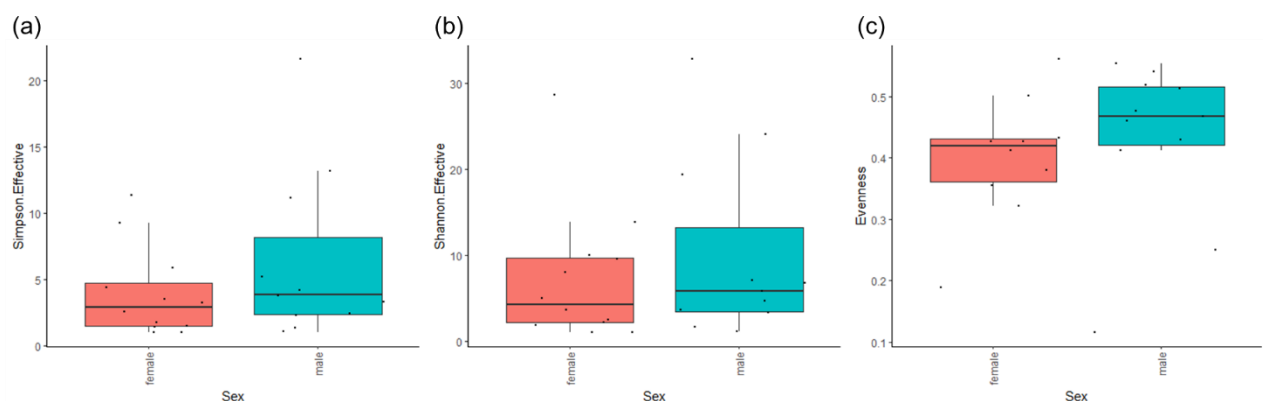 (a)
Simpson.Effective
20
15
10
5
0
female
male
Sex
(b)
Shannon.Effective
30
20
10
0
female
male
Sex
(c)
Evenness
0.5
0.4
0.3
0.2
0.1
female
male
Sex